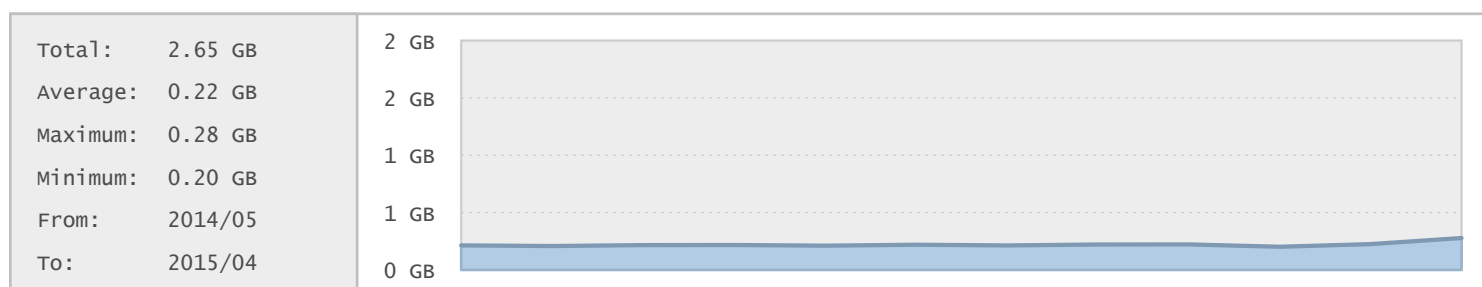 Total: 2.65 GB
Average: 0.22 GB
Maximum: 0.28 GB
Minimum: 0.20 GB
From: 2014/05
To: 2015/04
2 GB
2 GB
1 GB
1 GB
0 GB